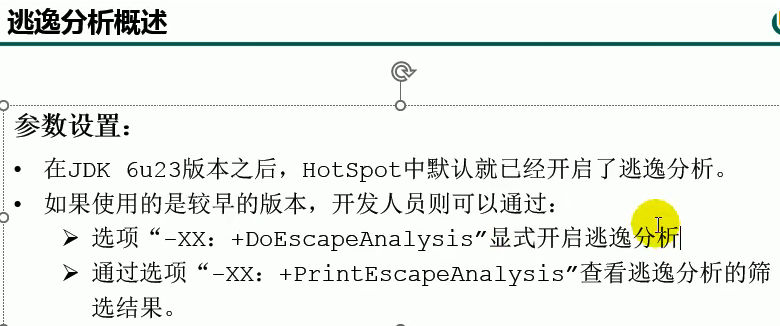 逃逸分析概述
参数设置：
• 在JDK 6u23版本之后，HotSpot中默认就已经开启了逃逸分析。
• 如果使用的是较早的版本，开发人员则可以通过：
➢ 选项“-XX：+DoEscapeAnalysis”显式开启逃逸分析
➢ 通过选项“-XX：+PrintEscapeAnalysis”查看逃逸分析的筛
选结果。